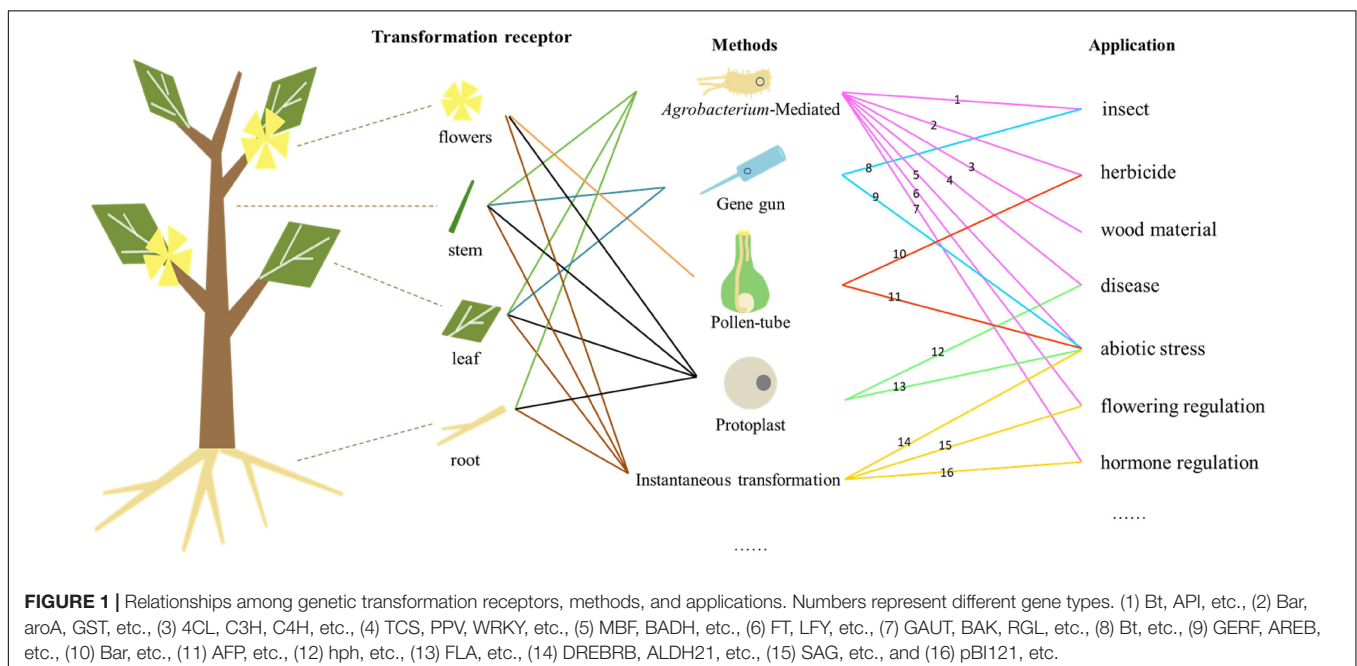 Transformation receptor
Methods
Application
flowers
stem
leaf
root
Agrobacterium-Mediated
Gene gun
Pollen-tube
Protoplast
Instantaneous transformation
......
1
2
3
4
5
6
7
8
9
10
11
12
13
14
15
16
insect
herbicide
wood material
disease
abiotic stress
flowering regulation
hormone regulation
......
FIGURE 1 | Relationships among genetic transformation receptors, methods, and applications. Numbers represent different gene types. (1) Bt, API, etc., (2) Bar,
aroA, GST, etc., (3) 4CL, C3H, C4H, etc., (4) TCS, PPV, WRKY, etc., (5) MBF, BADH, etc., (6) FT, LFY, etc., (7) GAUT, BAK, RGL, etc., (8) Bt, etc., (9) GERF, AREB,
etc., (10) Bar, etc., (11) AFP, etc., (12) hph, etc., (13) FLA, etc., (14) DREBRB, ALDH21, etc., (15) SAG, etc., and (16) pBI121, etc.